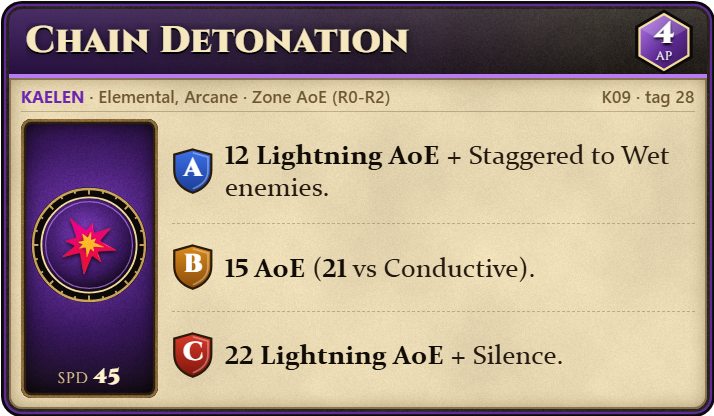 CHAIN DETONATION
4
AP
KAELEN · Elemental, Arcane · Zone AoE (R0-R2)
K09 · tag 28
A
12 Lightning AoE + Staggered to Wet
enemies.
B
15 AoE (21 vs Conductive).
C
22 Lightning AoE + Silence.
SPD 45